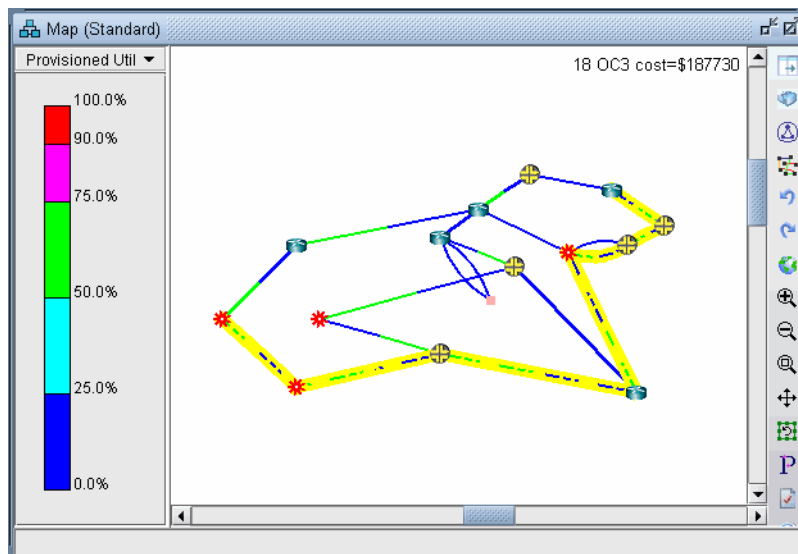 Map (Standard)
Provisioned Util
18 OC3 cost=$187730
100.0%
90.0%
75.0%
50.0%
25.0%
0.0%
P